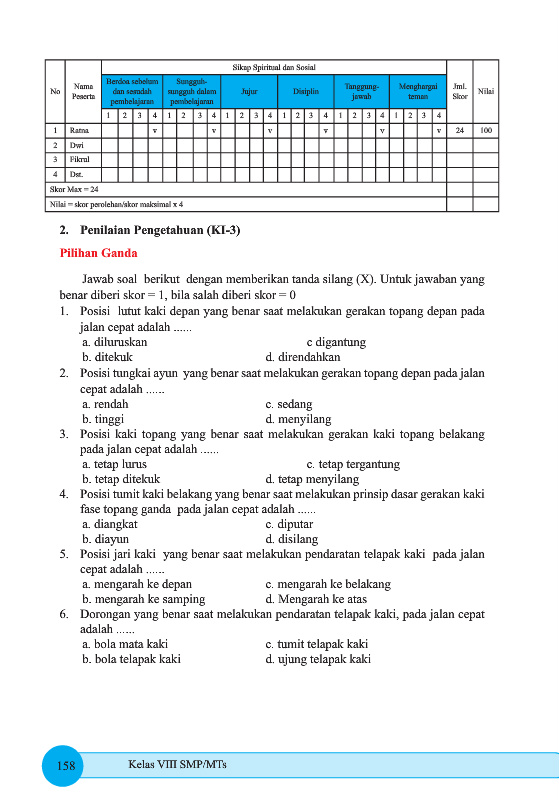 Sikap Spiritual dan Sosial
No Nama Peserta Berdoa sebelum dan sesudah pembelajaran Sungguh-sungguh dalam pembelajaran Jujur Disiplin Tanggung-jawab Menghargai teman Jml. Skor Nilai
1 2 3 4 1 2 3 4 1 2 3 4 1 2 3 4 1 2 3 4 1 2 3 4
1 Ratna v v v v v v 24 100
2 Dwi
3 Fikrul
4 Dst.
Skor Max = 24
Nilai = skor perolehan/skor maksimal x 4
2. Penilaian Pengetahuan (KI-3)
Pilihan Ganda
Jawab soal berikut dengan memberikan tanda silang (X). Untuk jawaban yang
benar diberi skor = 1, bila salah diberi skor = 0
1. Posisi lutut kaki depan yang benar saat melakukan gerakan topang depan pada
jalan cepat adalah ......
a. diluruskan c digantung
b. ditekuk d. direndahkan
2. Posisi tungkai ayun yang benar saat melakukan gerakan topang depan pada jalan
cepat adalah ......
a. rendah c. sedang
b. tinggi d. menyilang
3. Posisi kaki topang yang benar saat melakukan gerakan kaki topang belakang
pada jalan cepat adalah ......
a. tetap lurus c. tetap tergantung
b. tetap ditekuk d. tetap menyilang
4. Posisi tumit kaki belakang yang benar saat melakukan prinsip dasar gerakan kaki
fase topang ganda pada jalan cepat adalah ......
a. diangkat c. diputar
b. diayun d. disilang
5. Posisi jari kaki yang benar saat melakukan pendaratan telapak kaki pada jalan
cepat adalah ......
a. mengarah ke depan c. mengarah ke belakang
b. mengarah ke samping d. Mengarah ke atas
6. Dorongan yang benar saat melakukan pendaratan telapak kaki, pada jalan cepat
adalah ......
a. bola mata kaki c. tumit telapak kaki
b. bola telapak kaki d. ujung telapak kaki
158 Kelas VIII SMP/MTs